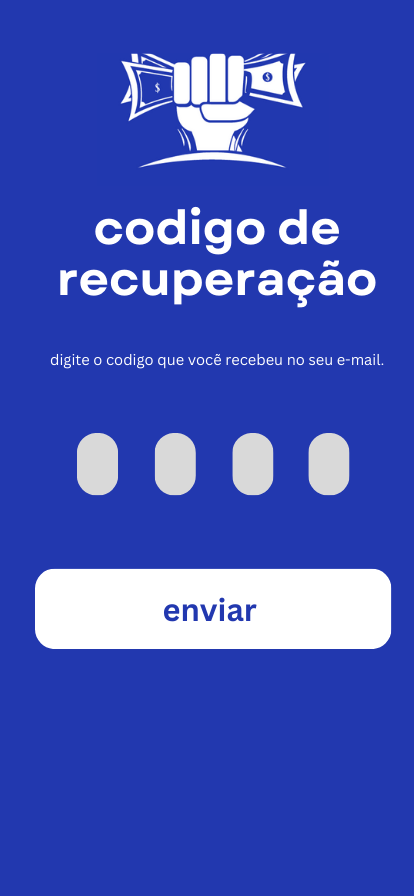 $ $
codigo de
recuperação
digite o codigo que você recebeu no seu e-mail.
enviar